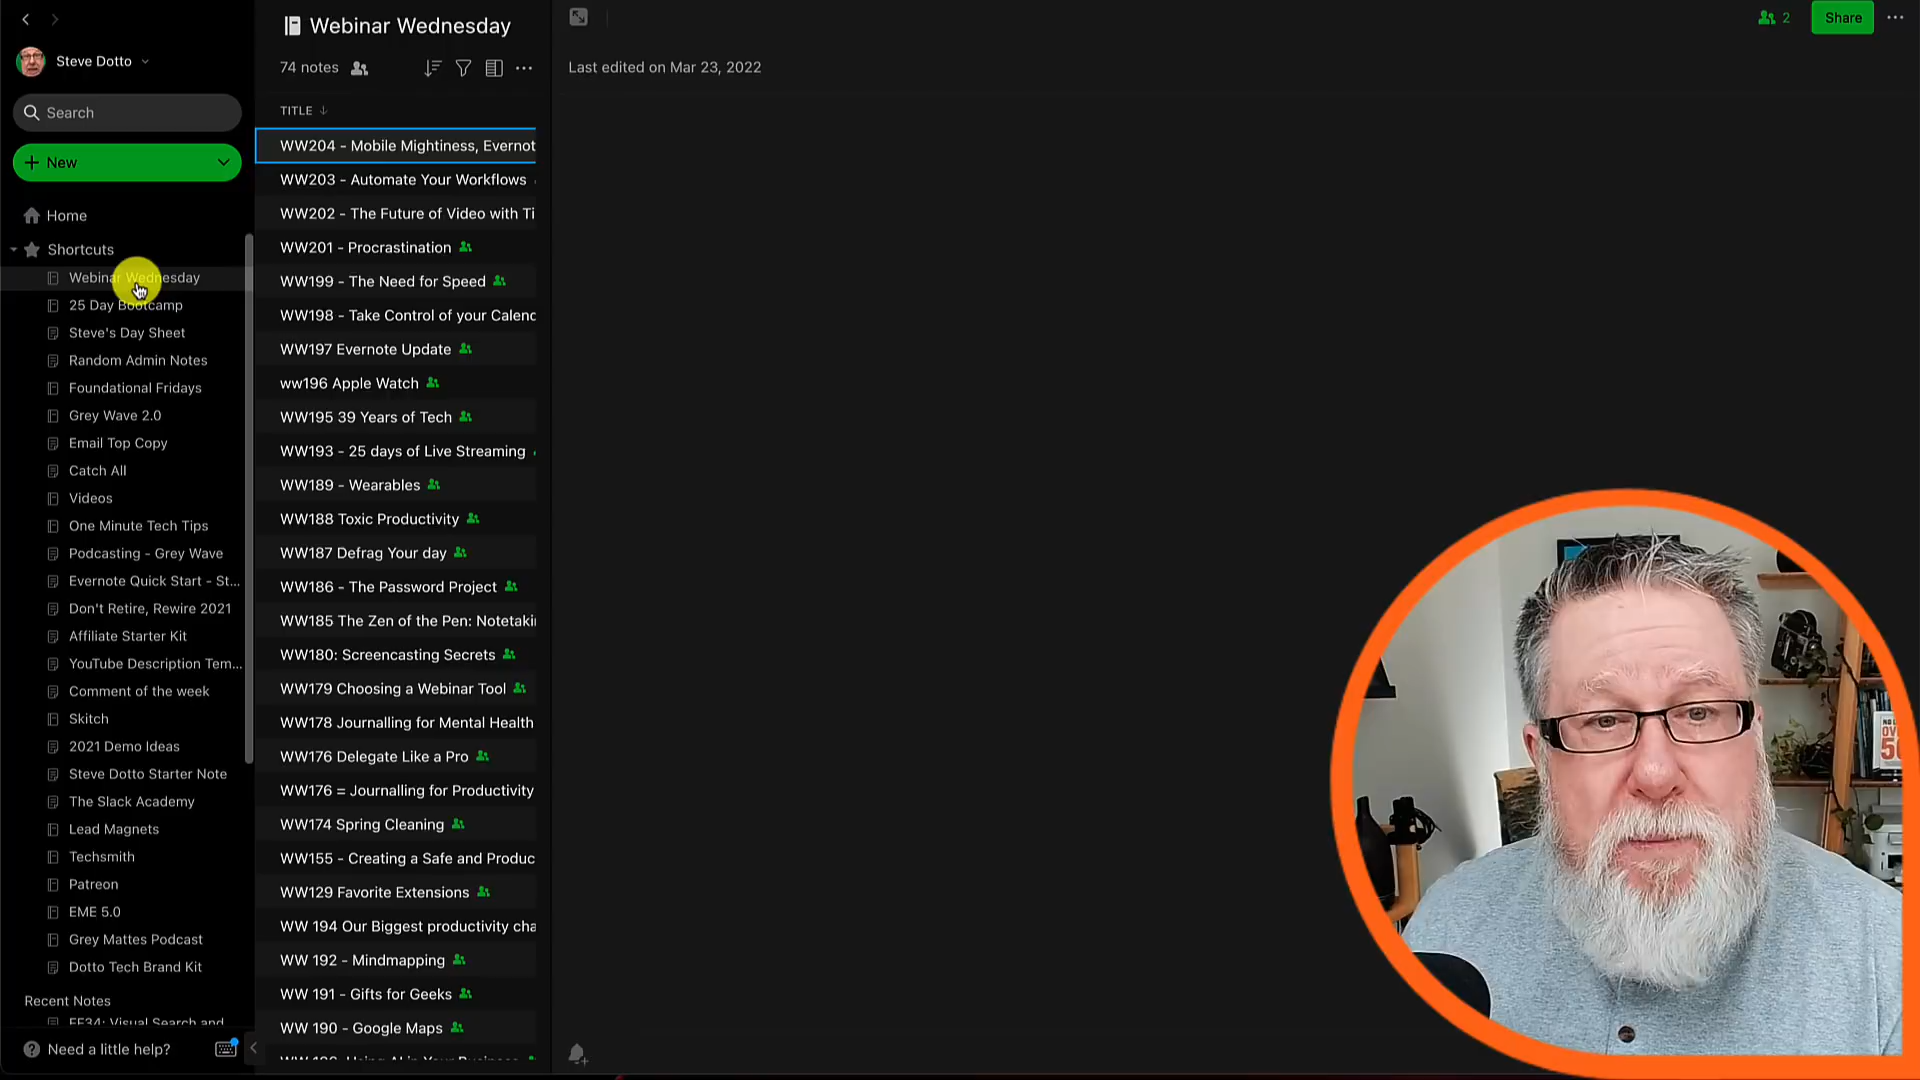 Steve Dotto
Search
New
Home
Shortcuts
Webinar Wednesday
25 Day Bootcamp
Steve's Day Sheet
Random Admin Notes
Foundational Fridays
Grey Wave 2.0
Email Top Copy
Catch All
Videos
One Minute Tech Tips
Podcasting - Grey Wave
Evernote Quick Start - St...
Don't Retire, Rewire 2021
Affiliate Starter Kit
YouTube Description Tem...
Comment of the week
Skitch
2021 Demo Ideas
Steve Dotto Starter Note
The Slack Academy
Lead Magnets
Techsmith
Patreon
EME 5.0
Grey Mattes Podcast
Dotto Tech Brand Kit
Recent Notes
FF34: Visual Search and
Need a little help?
Webinar Wednesday
74 notes
TITLE
WW204 - Mobile Mightiness, Evernot
WW203 - Automate Your Workflows
WW202 - The Future of Video with Ti
WW201 - Procrastination
WW199 - The Need for Speed
WW198 - Take Control of your Calend
WW197 Evernote Update
ww196 Apple Watch
WW195 39 Years of Tech
WW193 - 25 days of Live Streaming
WW189 - Wearables
WW188 Toxic Productivity
WW187 Defrag Your day
WW186 - The Password Project
WW185 The Zen of the Pen: Notetaki
WW180: Screencasting Secrets
WW179 Choosing a Webinar Tool
WW178 Journalling for Mental Health
WW176 Delegate Like a Pro
WW176 = Journalling for Productivity
WW174 Spring Cleaning
WW155 - Creating a Safe and Produc
WW129 Favorite Extensions
WW 194 Our Biggest productivity cha
WW 192 - Mindmapping
WW 191 - Gifts for Geeks
WW 190 - Google Maps
2
Share
Last edited on Mar 23, 2022